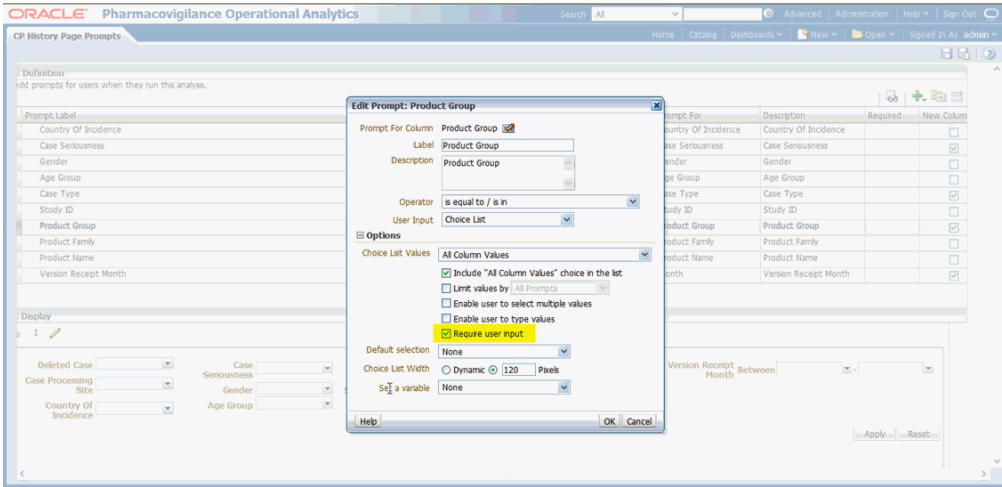 ORACLE Pharmacovigilance Operational Analytics Search All Advanced Administration Help Sign Out
CP History Page Prompts Home Catalog Dashboards New Open Signed In As admin
Definition
add prompts for users when they run this analysis.
Prompt Label Prompt For Description Required New Colum
Country Of Incidence Country Of Incidence Country Of Incidence
Case Seriousness ase Seriousness Case Seriousness
Gender ender Gender
Age Group ge Group Age Group
Case Type ase Type Case Type
Study ID tudy ID Study ID
Product Group roduct Group Product Group
Product Family roduct Family Product Family
Product Name roduct Name Product Name
Version Receipt Month onth Version Receipt Month
Display
1
Deleted Case Case Seriousness Version Receipt Month Between -
Case Processing Site Gender
Country Of Incidence Age Group
Apply Reset
Edit Prompt: Product Group
Prompt For Column Product Group
Label Product Group
Description Product Group
Operator is equal to / is in
User Input Choice List
Options
Choice List Values All Column Values
Include "All Column Values" choice in the list
Limit values by All Prompts
Enable user to select multiple values
Enable user to type values
Require user input
Default selection None
Choice List Width Dynamic 120 Pixels
Set a variable None
Help OK Cancel